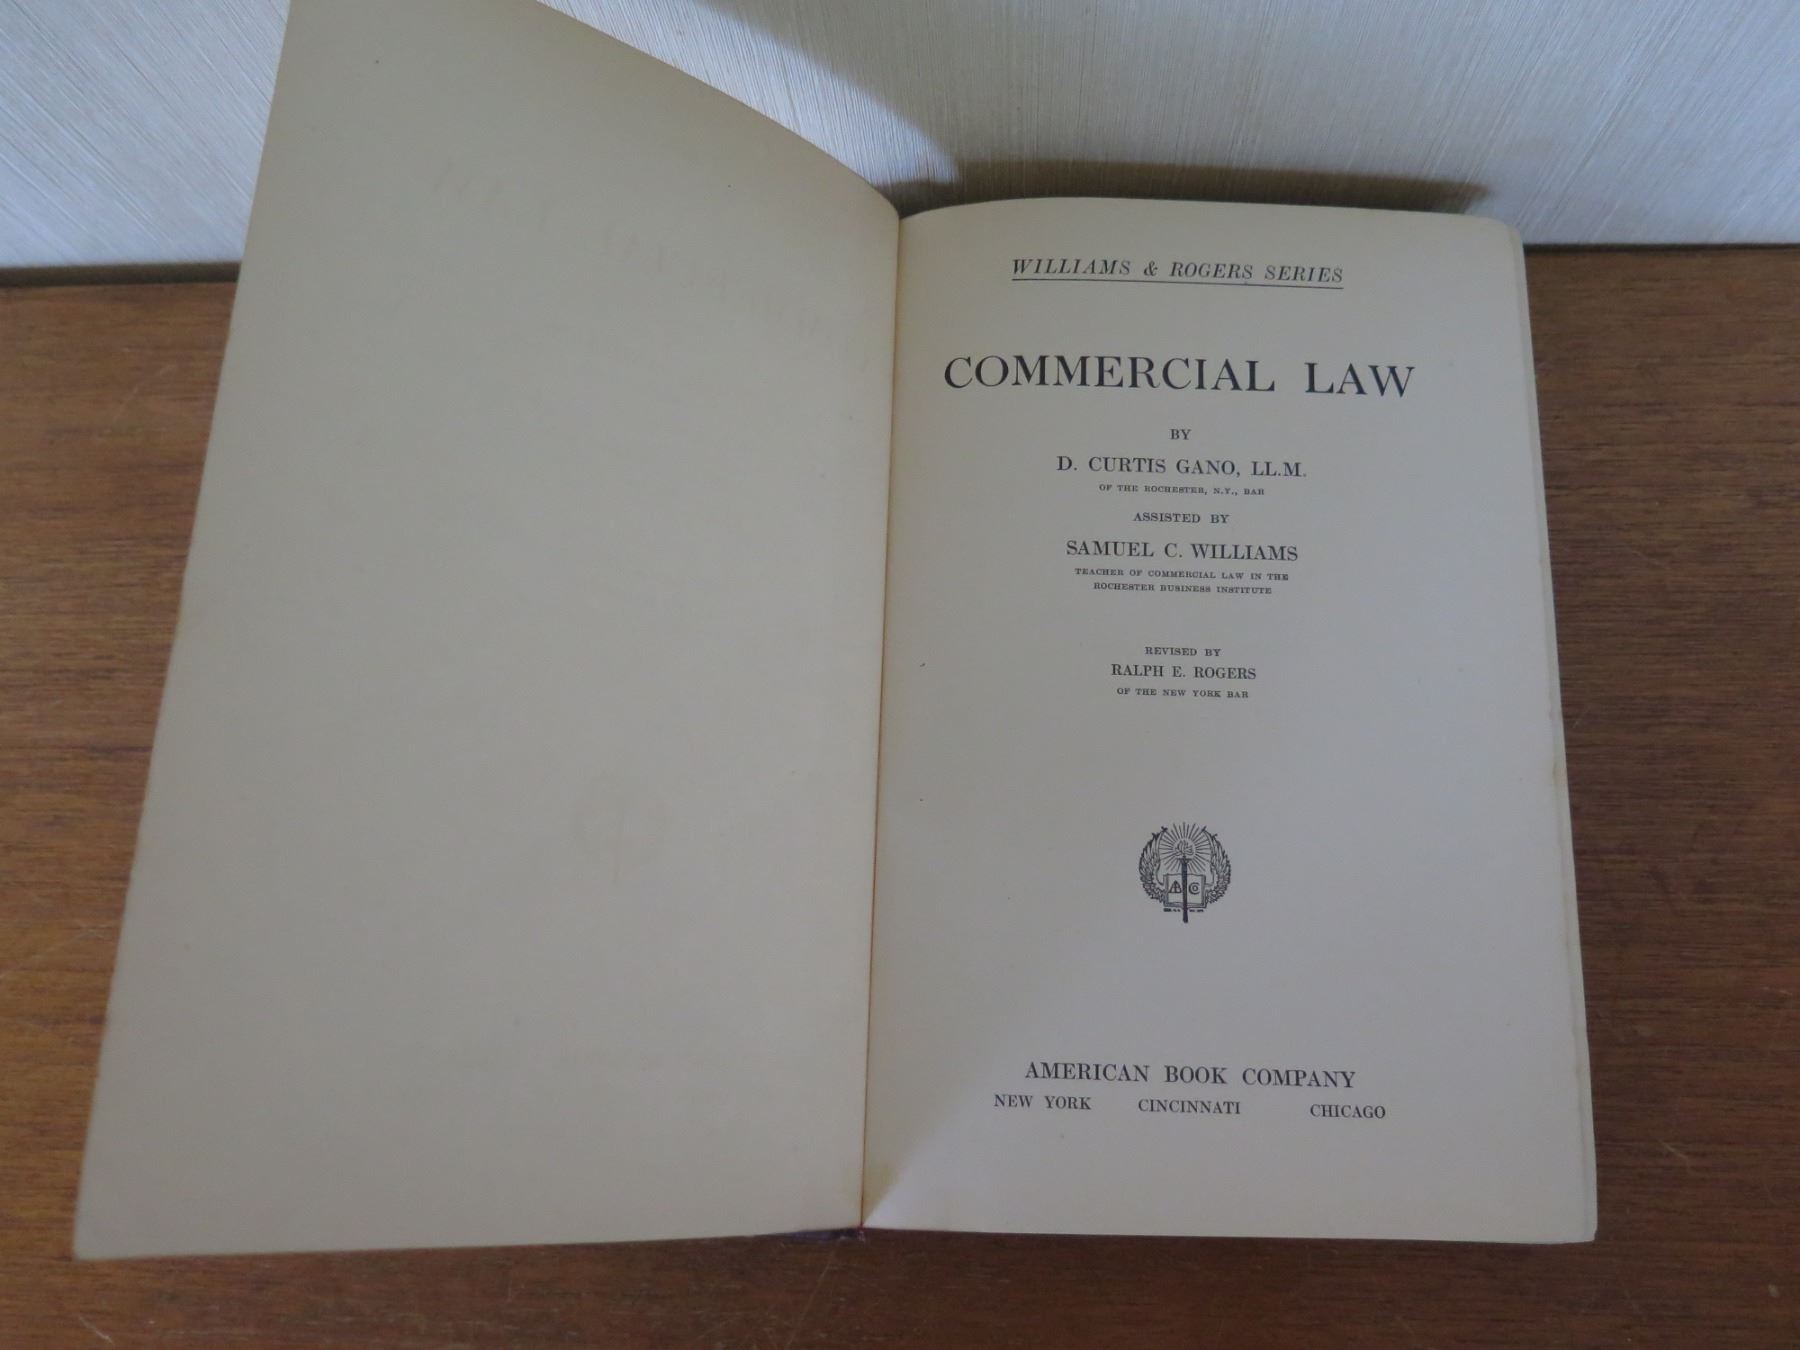 WILLIAMS & ROGERS SERIES
COMMERCIAL LAW
BY
D. CURTIS GANO, LL.M.
OF THE ROCHESTER, N.Y., BAR
ASSISTED BY
SAMUEL C. WILLIAMS
TEACHER OF COMMERCIAL LAW IN THE
ROCHESTER BUSINESS INSTITUTE
REVISED BY
RALPH E. ROGERS
OF THE NEW YORK BAR
AB Co
AMERICAN BOOK COMPANY
NEW YORK CINCINNATI CHICAGO